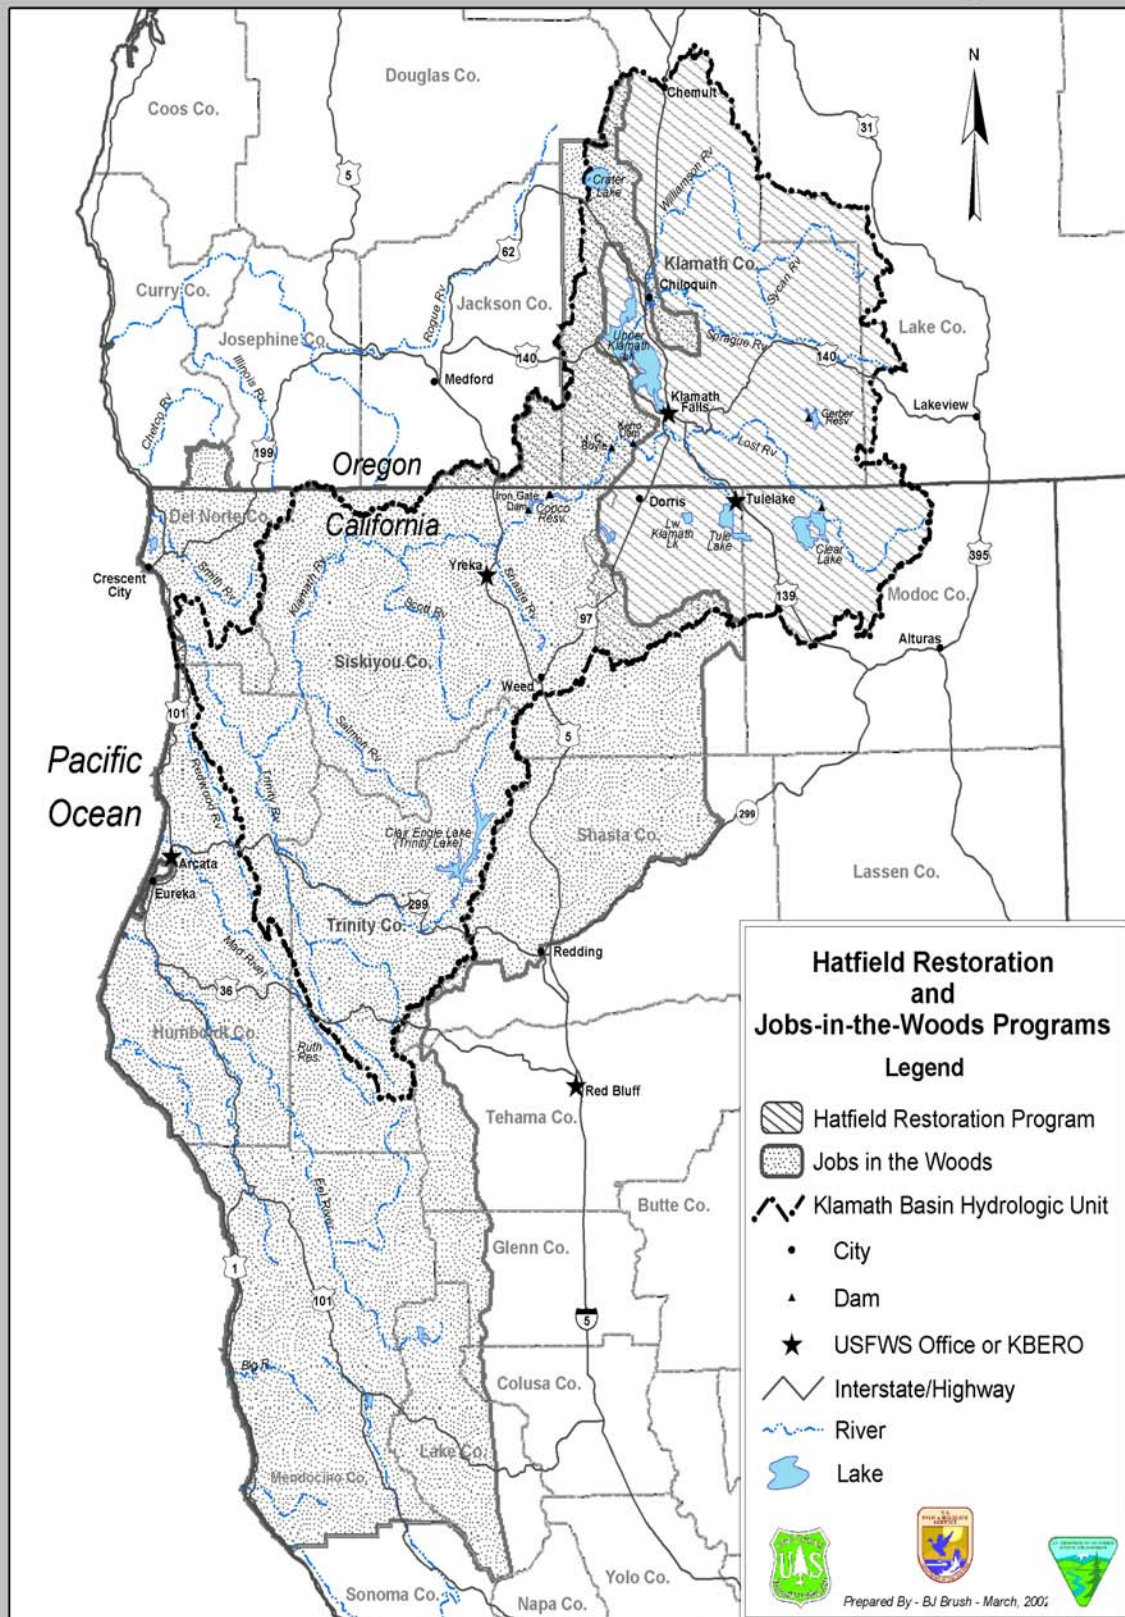 Douglas Co.
Coos Co.
Chemult
N
31
5
Crater
Lake
Williamson Rv
62
Klamath Co.
Curry Co.
Rogue Rv
Jackson Co.
Chiloquin
Sycan Rv
Josephine Co.
Upper
Klamath
Lk
Sprague Rv
Lake Co.
140
140
Illinois Rv
Medford
Klamath
Falls
Lakeview
Chetco Rv
Gerber
Resv
Keno
Dam
J. C.
Boyle
Lost Rv
199
Oregon
California
Iron Gate
Dam
Copco
Resv
Dorris
Tulelake
Del Norte Co.
Lw
Klamath
Lk
Tule
Lake
Clear
Lake
395
Crescent
City
Smith Rv
Klamath Rv
Yreka
Shasta Rv
Scott Rv
139
Modoc Co.
97
Alturas
Siskiyou Co.
Weed
101
Salmon Rv
5
Pacific
Ocean
Redwood Rv
Trinity Rv
299
Clair Engle Lake
(Trinity Lake)
Shasta Co.
Arcata
Eureka
Lassen Co.
299
Trinity Co.
Mad River
Redding
36
Humboldt Co.
Ruth
Res.
Red Bluff
Tehama Co.
Eel River
Butte Co.
Glenn Co.
1
101
5
Big R
Colusa Co.
Lake Co.
Mendocino Co.
Sonoma Co.
Napa Co.
Yolo Co.
Hatfield Restoration
and
Jobs-in-the-Woods Programs
Legend
Hatfield Restoration Program
Jobs in the Woods
Klamath Basin Hydrologic Unit
City
Dam
USFWS Office or KBERO
Interstate/Highway
River
Lake
U.S.
FISH & WILDLIFE
SERVICE
UAS
Prepared By - BJ Brush - March, 2002